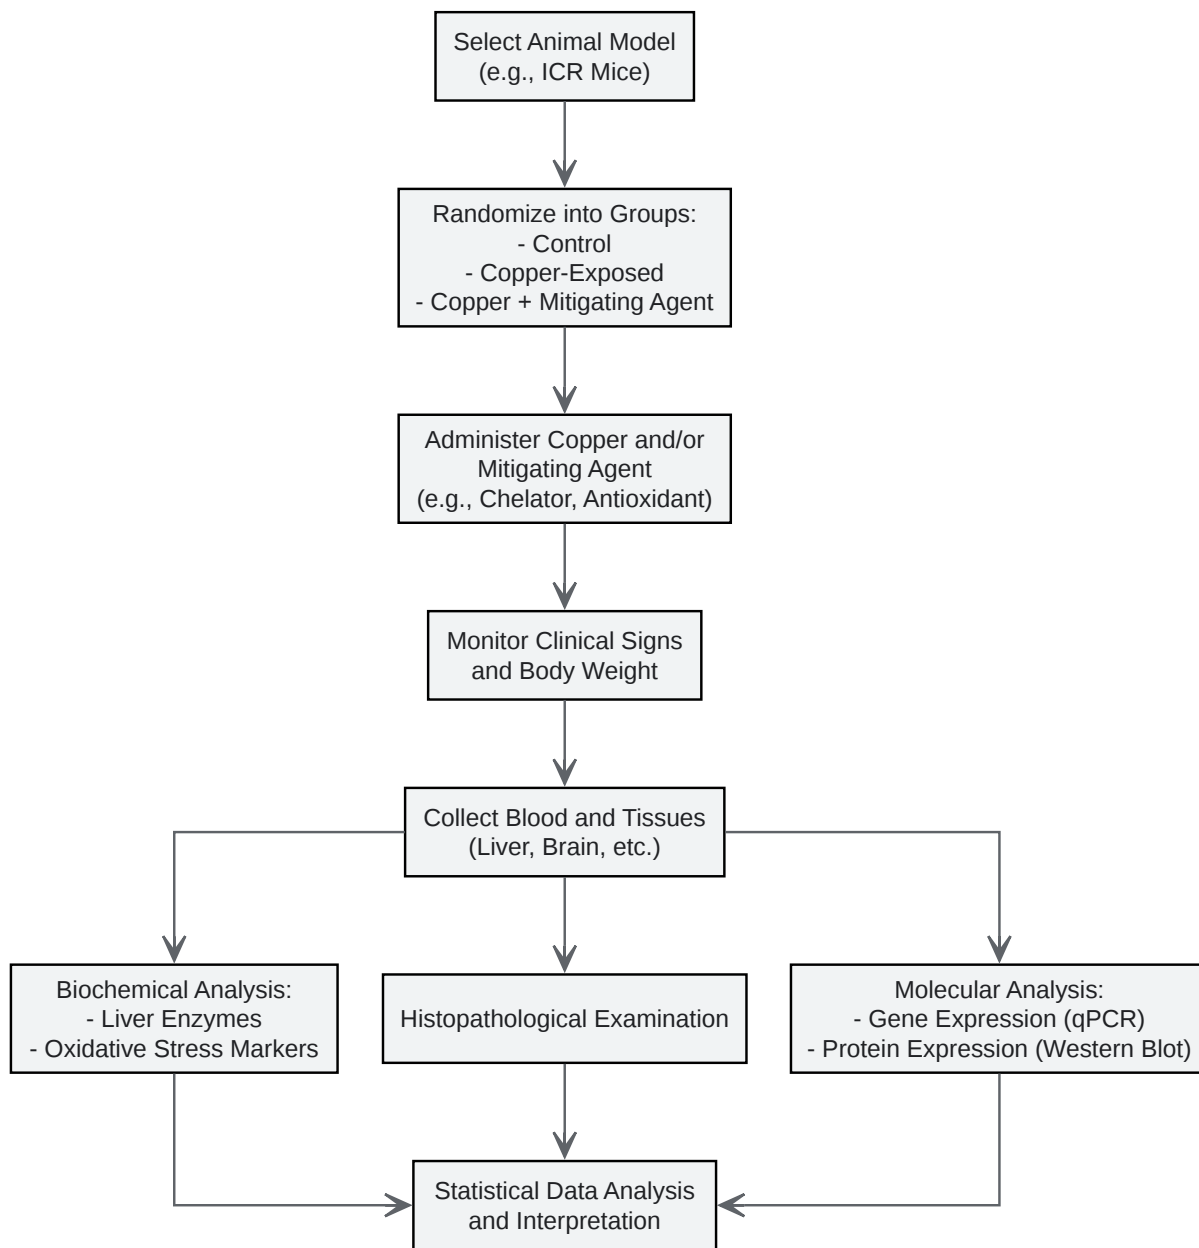 Select Animal Model
(e.g., ICR Mice)
Randomize into Groups:
- Control
- Copper-Exposed
- Copper + Mitigating Agent
Administer Copper and/or
Mitigating Agent
(e.g., Chelator, Antioxidant)
Monitor Clinical Signs
and Body Weight
Collect Blood and Tissues
(Liver, Brain, etc.)
Biochemical Analysis:
- Liver Enzymes
- Oxidative Stress Markers
Histopathological Examination
Molecular Analysis:
- Gene Expression (qPCR)
- Protein Expression (Western Blot)
Statistical Data Analysis
and Interpretation